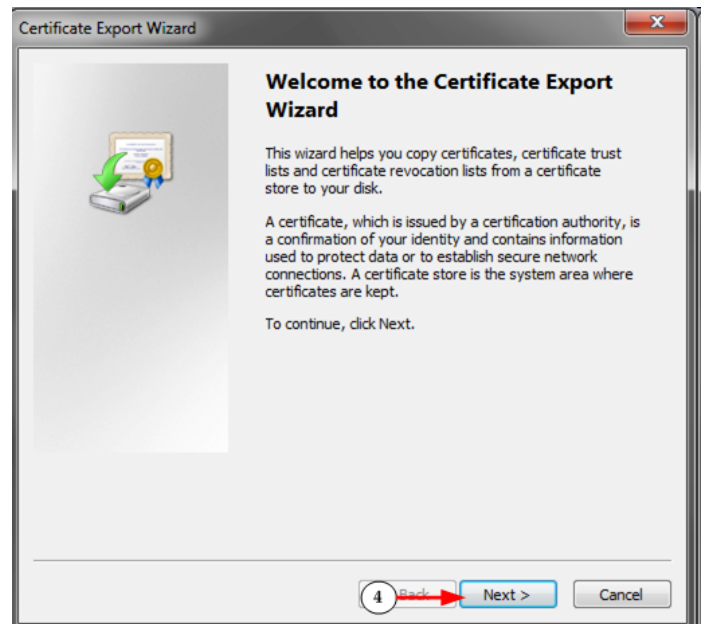 Certificate Export Wizard
Welcome to the Certificate Export
Wizard
This wizard helps you copy certificates, certificate trust
lists and certificate revocation lists from a certificate
store to your disk.
A certificate, which is issued by a certification authority, is
a confirmation of your identity and contains information
used to protect data or to establish secure network
connections. A certificate store is the system area where
certificates are kept.
To continue, click Next.
4 Back Next > Cancel